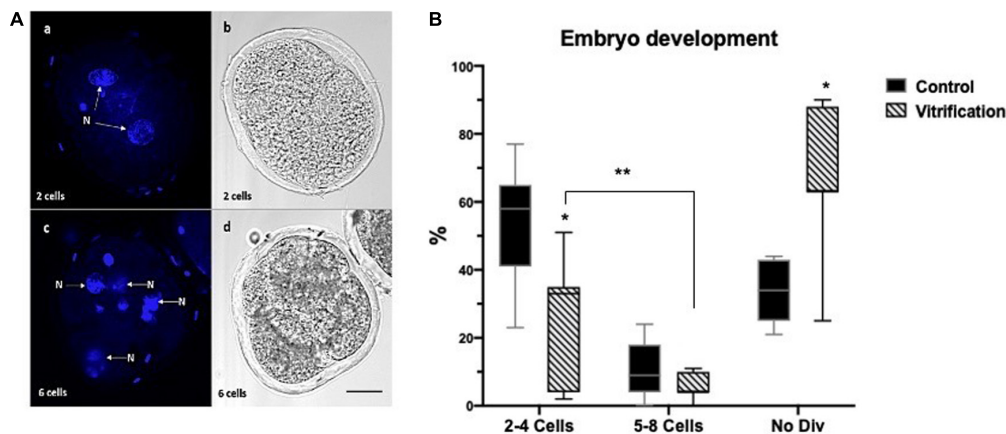 A
a
N
2 cells
b
2 cells
c
N
N
N
N
6 cells
d
6 cells
B
Embryo development
Control
Vitrification
%
100
80
60
40
20
0
*
**
*
2-4 Cells
5-8 Cells
No Div